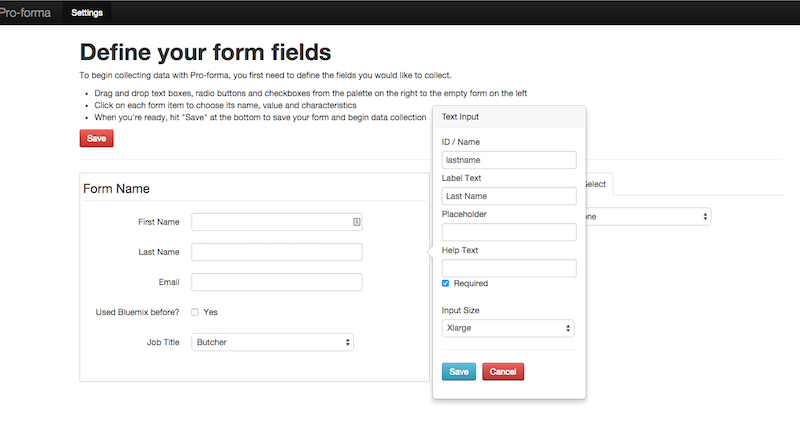 Pro-forma Settings
Define your form fields
To begin collecting data with Pro-forma, you first need to define the fields you would like to collect.
Drag and drop text boxes, radio buttons and checkboxes from the palette on the right to the empty form on the left
Click on each form item to choose its name, value and characteristics
When you're ready, hit "Save" at the bottom to save your form and begin data collection
Save
Form Name
First Name
Last Name
Email
Used Bluemix before? Yes
Job Title Butcher
Text Input
ID / Name
lastname
Label Text
Last Name
Placeholder
Help Text
Required
Input Size
Xlarge
Save Cancel
Select